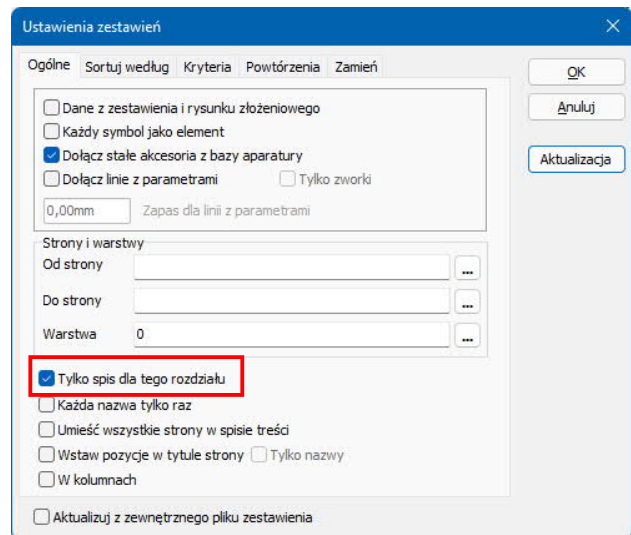 Ustawienia zestawień
Ogólne Sortuj według Kryteria Powtórzenia Zamień
OK
Anuluj
Aktualizacja
Dane z zestawienia i rysunku złożeniowego
Każdy symbol jako element
Dołącz stałe akcesoria z bazy aparatury
Dołącz linie z parametrami Tylko zworki
0,00mm Zapas dla linii z parametrami
Strony i warstwy
Od strony ...
Do strony ...
Warstwa 0 ...
Tylko spis dla tego rozdziału
Każda nazwa tylko raz
Umieść wszystkie strony w spisie treści
Wstaw pozycje w tytule strony Tylko nazwy
W kolumnach
Aktualizuj z zewnętrznego pliku zestawienia